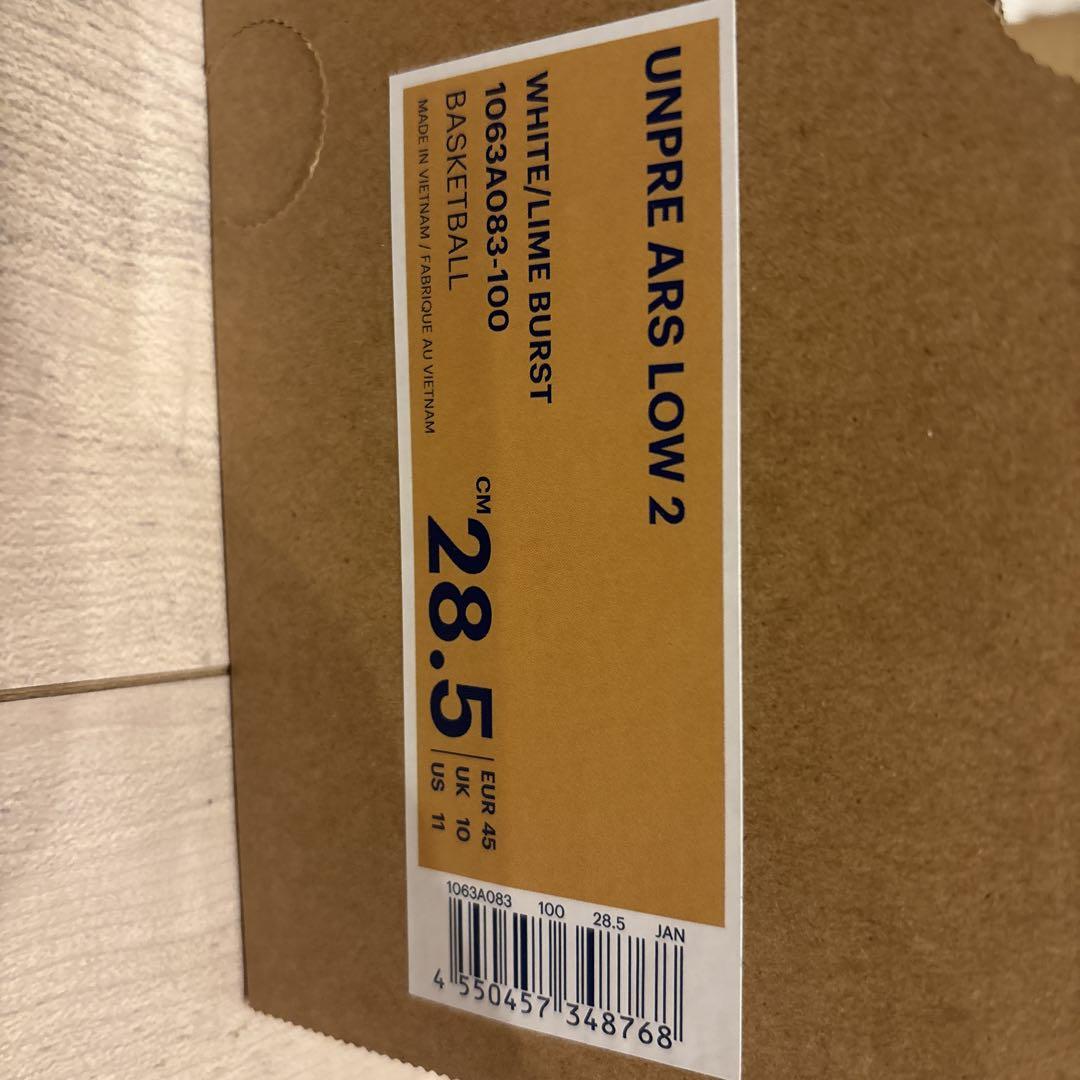 UNPRE ARS LOW 2
WHITE/LIME BURST
1063A083-100
BASKETBALL
MADE IN VIETNAM / FABRIQUE AU VIETNAM
CM 28.5
EUR 45
UK 10
US 11
1063A083 100 28.5 JAN
4 550457 348768